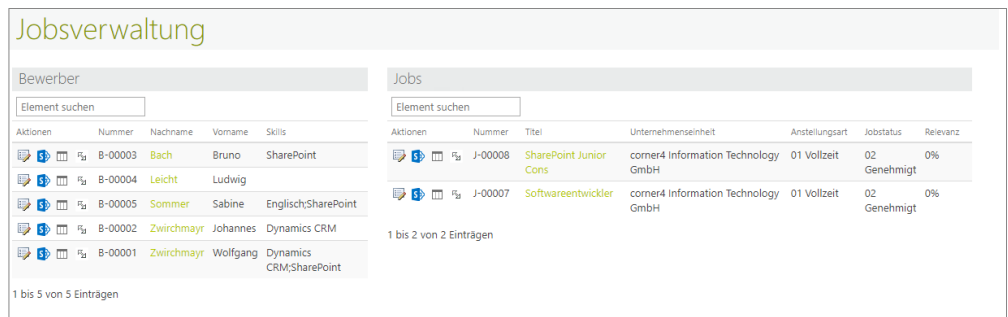 Jobsverwaltung
Bewerber
Element suchen
Aktionen Nummer Nachname Vorname Skills
B-00003 Bach Bruno SharePoint
B-00004 Leicht Ludwig
B-00005 Sommer Sabine Englisch;SharePoint
B-00002 Zwirchmayr Johannes Dynamics CRM
B-00001 Zwirchmayr Wolfgang Dynamics
CRM;SharePoint
1 bis 5 von 5 Einträgen
Jobs
Element suchen
Aktionen Nummer Titel Unternehmenseinheit Anstellungsart Jobstatus Relevanz
J-00008 SharePoint Junior corner4 Information Technology 01 Vollzeit 02 0%
Cons GmbH Genehmigt
J-00007 Softwareentwickler corner4 Information Technology 01 Vollzeit 02 0%
GmbH Genehmigt
1 bis 2 von 2 Einträgen